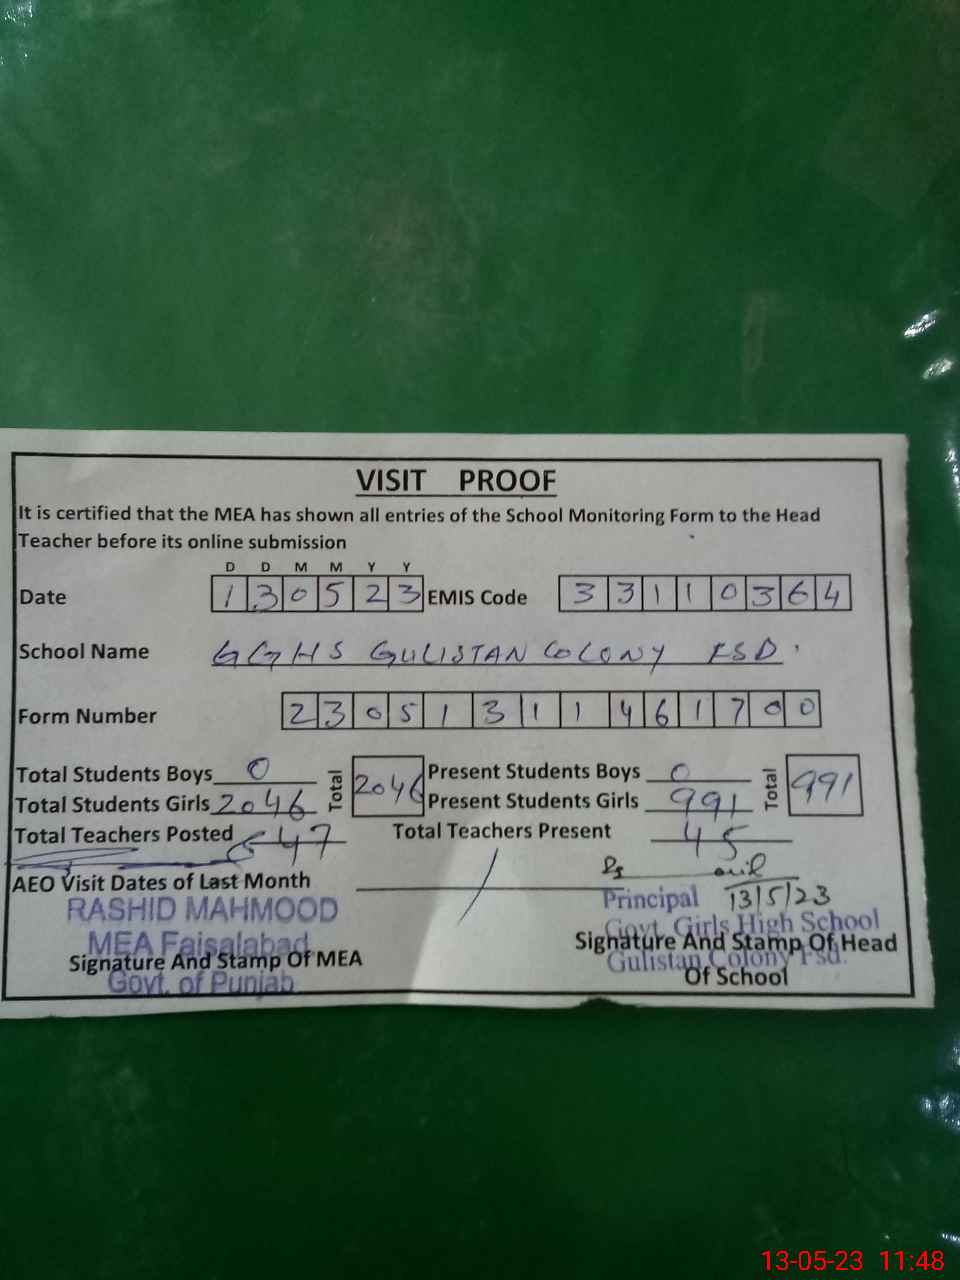 VISIT PROOF
It is certified that the MEA has shown all entries of the School Monitoring Form to the Head
Teacher before its online submission
D D M M Y Y
Date 1 3 0 5 2 3 EMIS Code 3 3 1 1 0 3 6 4
School Name GGHS GULISTAN COLONY FSD.
Form Number 2 3 0 5 1 3 1 1 4 6 1 7 0 0
Total Students Boys 0 Total 2046 Present Students Boys 0 Total 991
Total Students Girls 2046 Present Students Girls 991
Total Teachers Posted 47 Total Teachers Present 45
AEO Visit Dates of Last Month /
RASHID MAHMOOD
MEA Faisalabad
Signature And Stamp Of MEA
Govt. of Punjab
Principal 13/5/23
Govt. Girls High School
Signature And Stamp Of Head
Gulistan Colony Fsd.
Of School
13-05-23 11:48